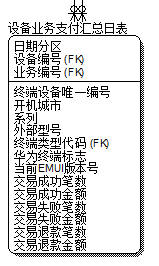 设备业务支付汇总日表
日期分区
设备编号 (FK)
业务编号 (FK)
终端设备唯一编号
开机城市
系列
外部型号
终端类型代码 (FK)
华为终端标志
当前EMUI版本号
交易成功笔数
交易成功金额
交易失败笔数
交易失败金额
交易退款笔数
交易退款金额